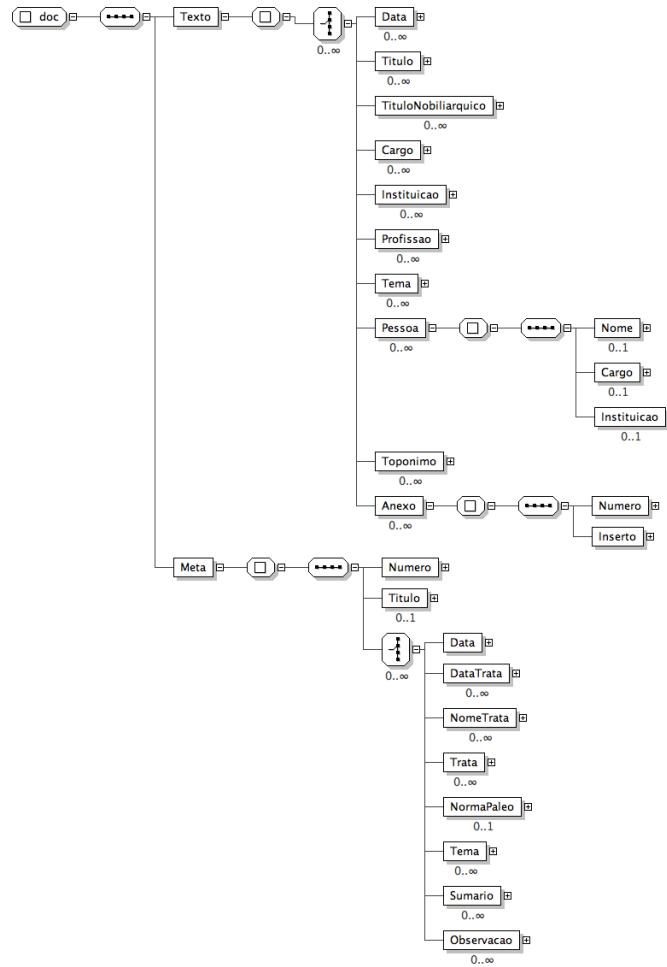 doc
Texto
0..∞
Data
0..∞
Titulo
0..∞
TituloNobiliarquico
0..∞
Cargo
0..∞
Instituicao
0..∞
Profissao
0..∞
Tema
0..∞
Pessoa
0..∞
Nome
0..1
Cargo
0..1
Instituicao
0..1
Toponimo
0..∞
Anexo
0..∞
Numero
Inserto
Meta
Numero
Titulo
0..1
0..∞
Data
DataTrata
0..∞
NomeTrata
0..∞
Trata
0..∞
NormaPaleo
0..1
Tema
0..∞
Sumario
0..∞
Observacao
0..∞